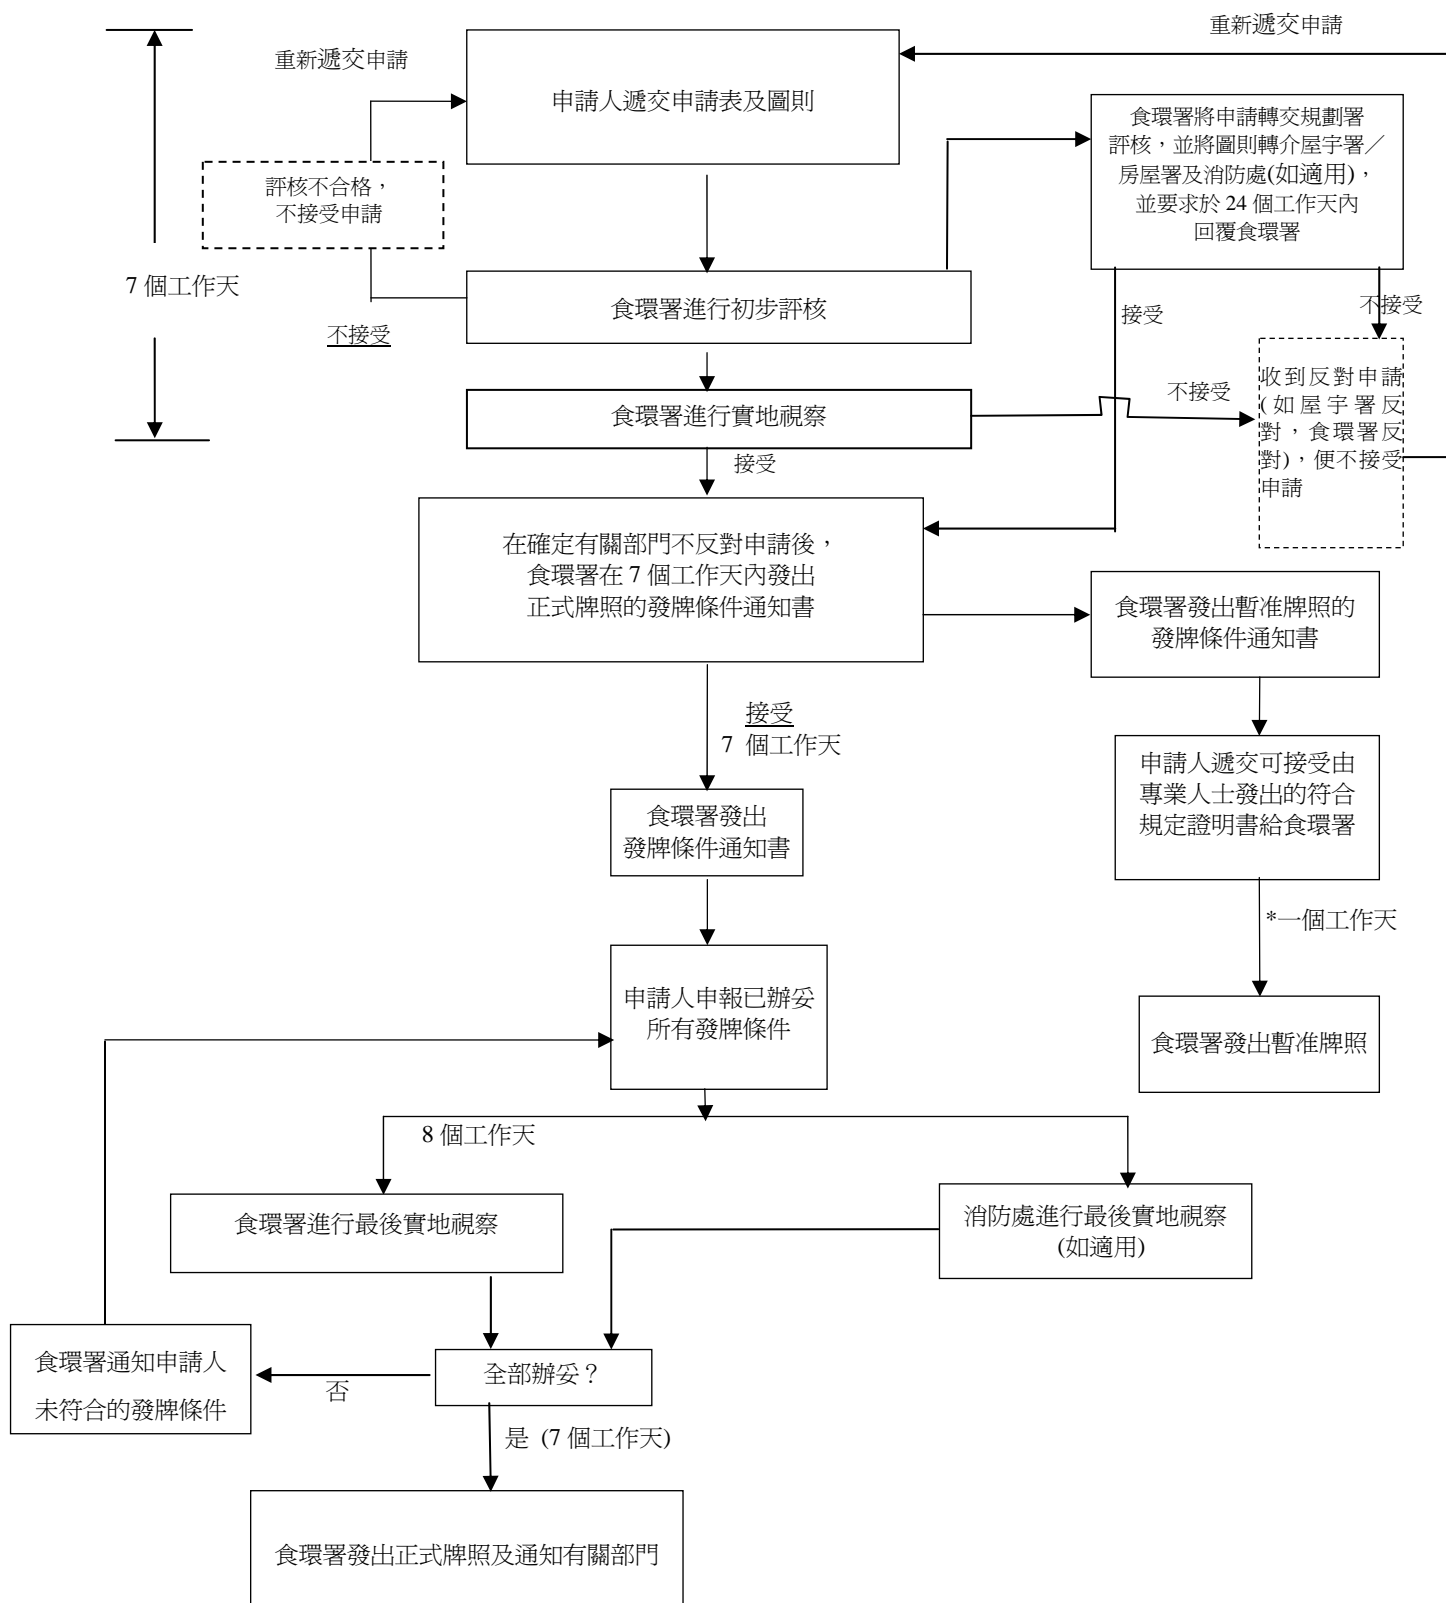 重新遞交申請
重新遞交申請
申請人遞交申請表及圖則
食環署將申請轉交規劃署
評核，並將圖則轉介屋宇署／
房屋署及消防處(如適用)，
並要求於 24 個工作天內
回覆食環署
評核不合格，
不接受申請
7 個工作天
食環署進行初步評核
不接受
接受
不接受
食環署進行實地視察
不接受
收到反對申請
(如屋宇署反
對，食環署反
對)，便不接受
申請
接受
在確定有關部門不反對申請後，
食環署在 7 個工作天內發出
正式牌照的發牌條件通知書
食環署發出暫准牌照的
發牌條件通知書
接受
7 個工作天
申請人遞交可接受由
專業人士發出的符合
規定證明書給食環署
食環署發出
發牌條件通知書
*一個工作天
申請人申報已辦妥
所有發牌條件
食環署發出暫准牌照
8 個工作天
食環署進行最後實地視察
消防處進行最後實地視察
(如適用)
全部辦妥？
食環署通知申請人
未符合的發牌條件
否
是 (7 個工作天)
食環署發出正式牌照及通知有關部門